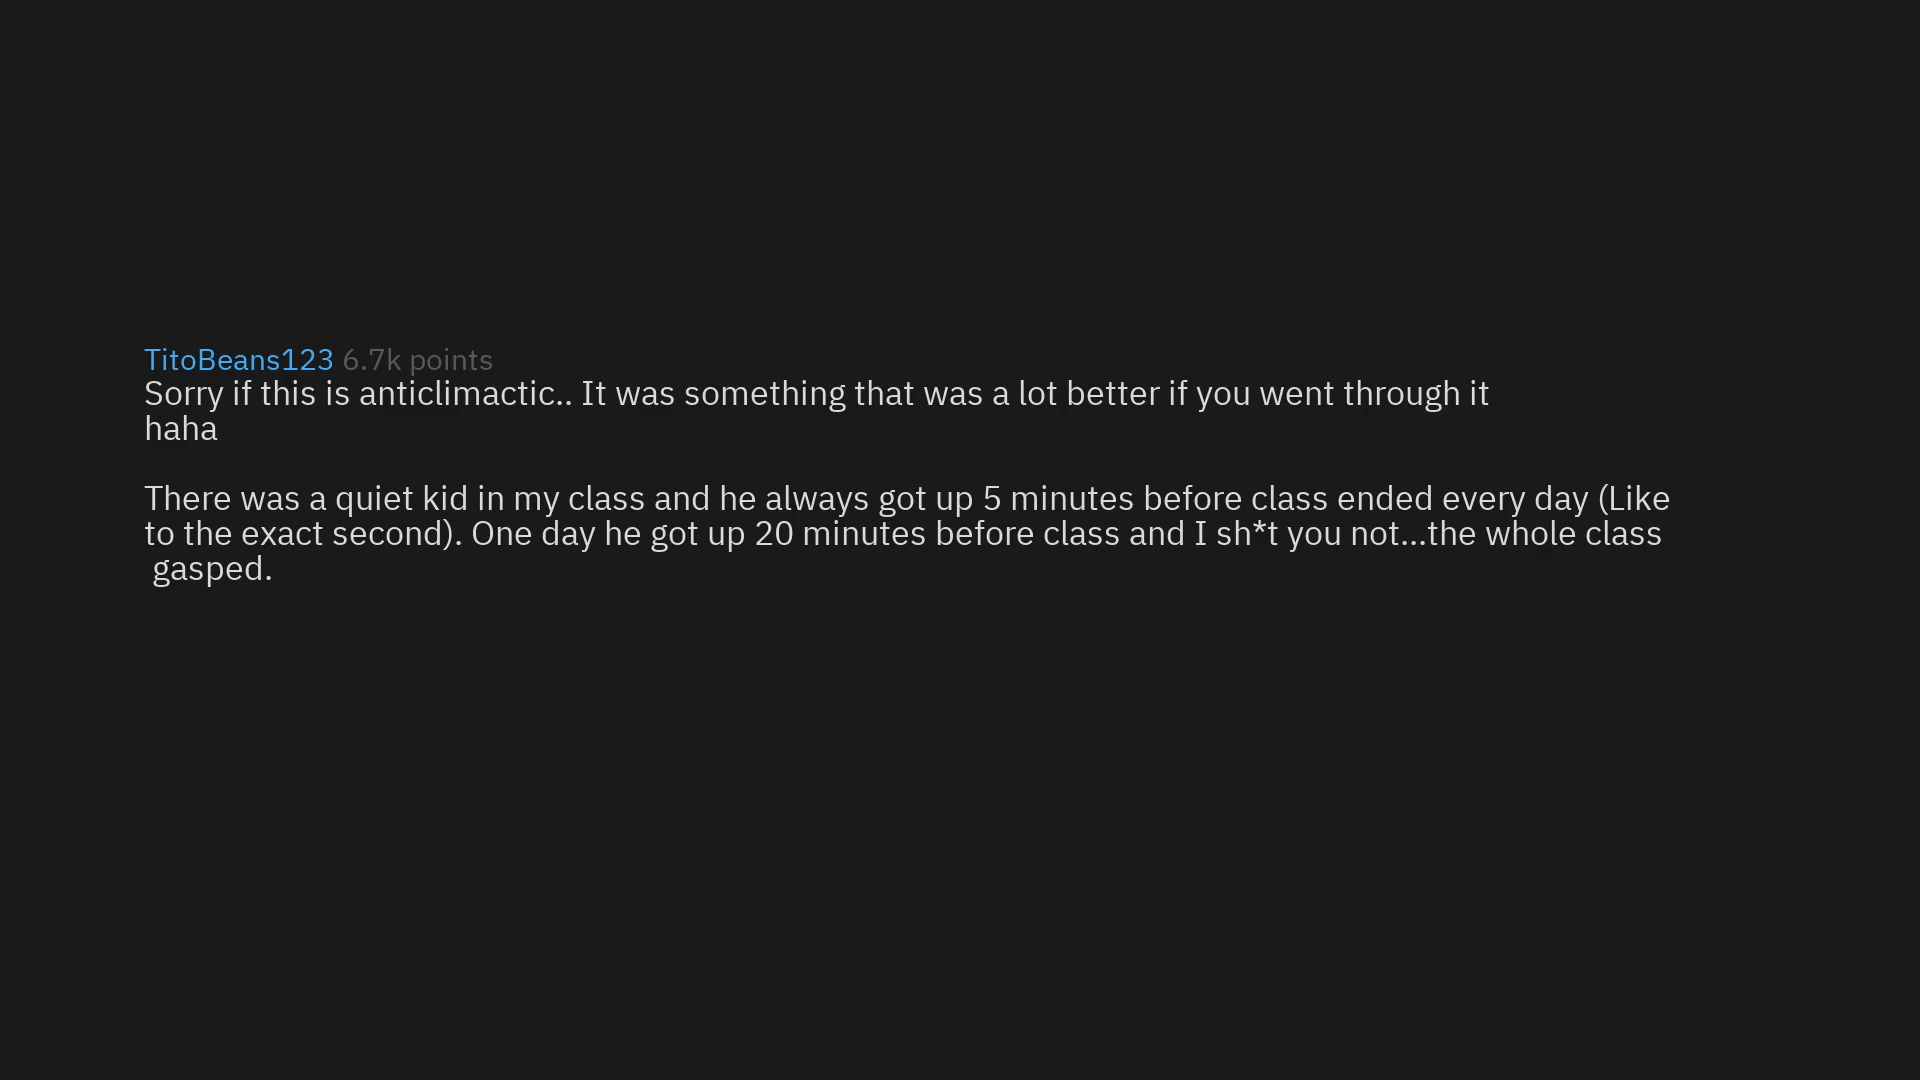 TitoBeans123 6.7k points
Sorry if this is anticlimactic.. It was something that was a lot better if you went through it
haha
There was a quiet kid in my class and he always got up 5 minutes before class ended every day (Like
to the exact second). One day he got up 20 minutes before class and I sh*t you not...the whole class
gasped.